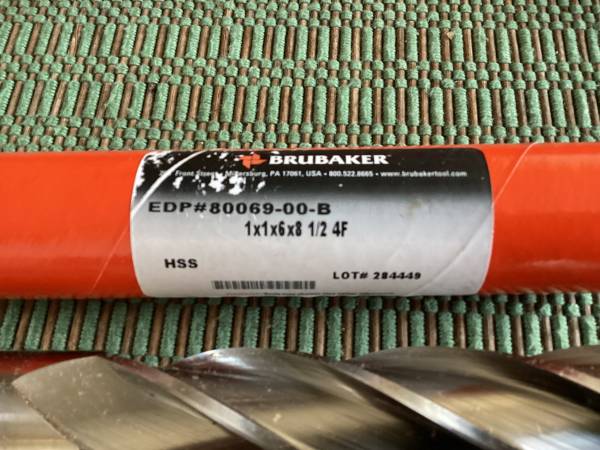 BRUBAKER
Front Street • Millersburg, PA 17061, USA • 800.522.8665 • www.brubakertool.com
EDP#80069-00-B
1x1x6x8 1/2 4F
HSS
LOT# 284449